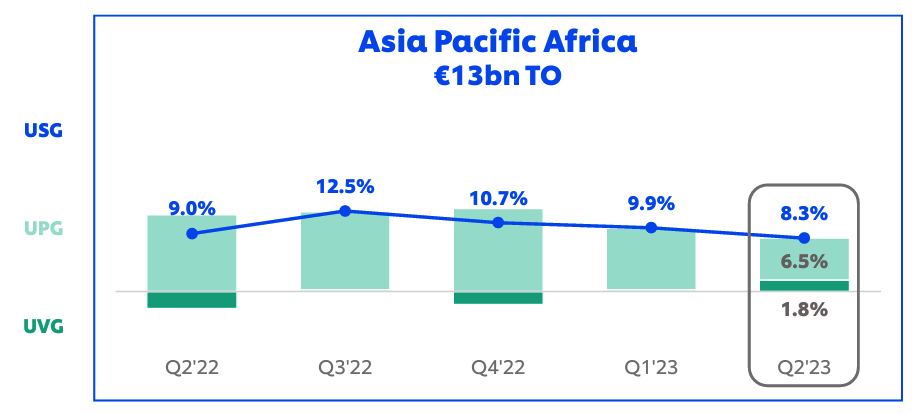 Asia Pacific Africa
€13bn TO
USG
UPG
UVG
9.0%
12.5%
10.7%
9.9%
8.3%
6.5%
1.8%
Q2'22
Q3'22
Q4'22
Q1'23
Q2'23